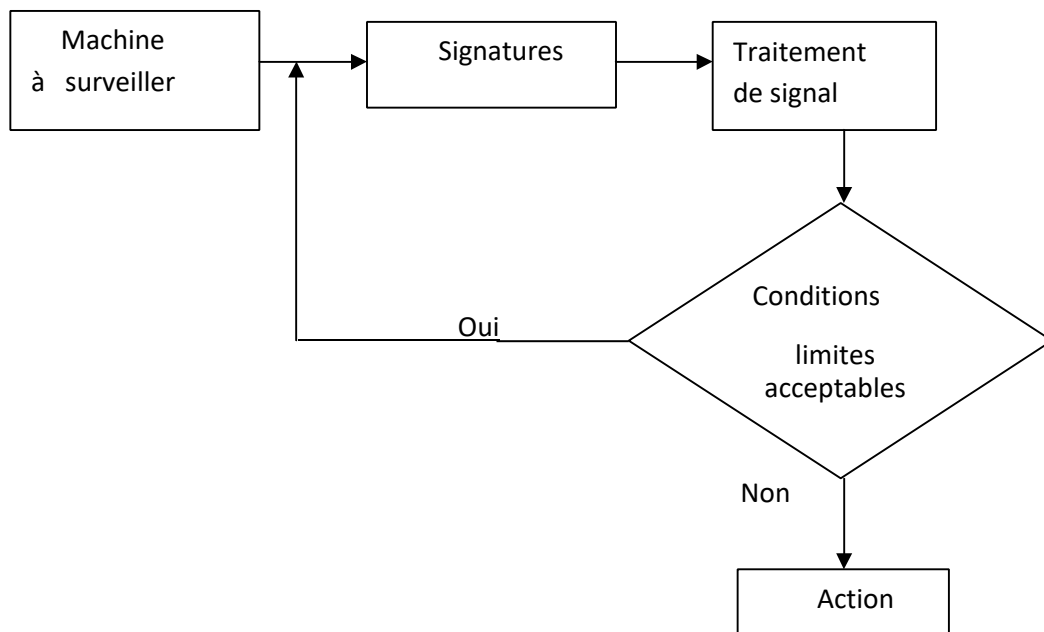 Machine
à surveiller
Signatures
Traitement
de signal
Conditions
limites
acceptables
Oui
Non
Action